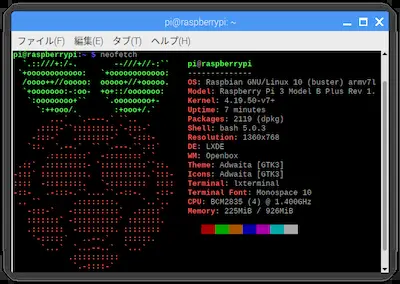 pi@raspberrypi: ~
ファイル(F) 編集(E) タブ(T) ヘルプ(H)
pi@raspberrypi:~ $ neofetch
pi@raspberrypi
--------------
OS: Raspbian GNU/Linux 10 (buster) armv7l
Model: Raspberry Pi 3 Model B Plus Rev 1.
Kernel: 4.19.50-v7+
Uptime: 7 minutes
Packages: 2119 (dpkg)
Shell: bash 5.0.3
Resolution: 1360x768
DE: LXDE
WM: Openbox
Theme: Adwaita [GTK3]
Icons: Adwaita [GTK3]
Terminal: lxterminal
Terminal Font: Monospace 10
CPU: BCM2835 (4) @ 1.400GHz
Memory: 225MiB / 926MiB